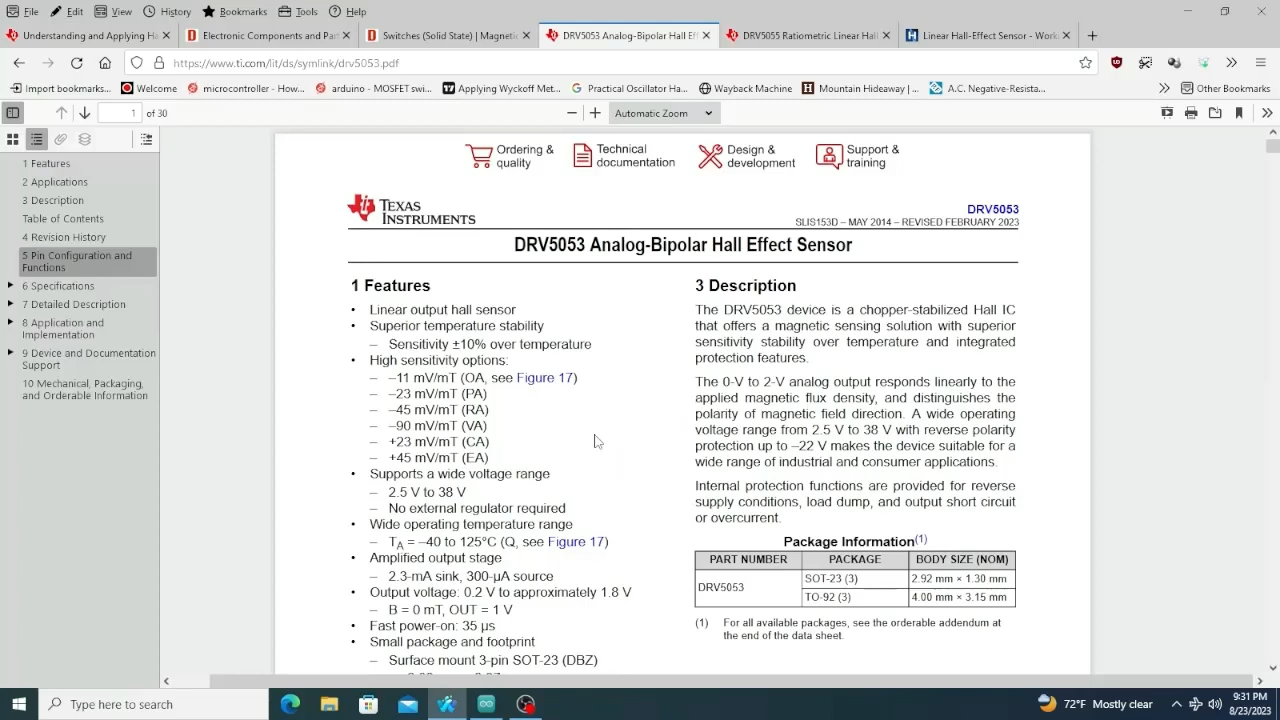 File Edit View History Bookmarks Tools Help
Understanding and Applying Ha
Electronic Components and Part
Switches (Solid State) | Magnetic
DRV5053 Analog-Bipolar Hall Eff
DRV5055 Ratiometric Linear Hall
Linear Hall-Effect Sensor - Work
https://www.ti.com/lit/ds/symlink/drv5053.pdf
Import bookmarks... Welcome microcontroller - How... arduino - MOSFET swi... Applying Wyckoff Met... Practical Oscillator Ha... Wayback Machine Mountain Hideaway |... A.C. Negative-Resista... Other Bookmarks
1 of 30
Automatic Zoom
1 Features
2 Applications
3 Description
Table of Contents
4 Revision History
5 Pin Configuration and
Functions
6 Specifications
7 Detailed Description
8 Application and
Implementation
9 Device and Documentation
Support
10 Mechanical, Packaging,
and Orderable Information
Ordering &
quality
Technical
documentation
Design &
development
Support &
training
TEXAS
INSTRUMENTS
DRV5053
SLIS153D – MAY 2014 – REVISED FEBRUARY 2023
DRV5053 Analog-Bipolar Hall Effect Sensor
1 Features
• Linear output hall sensor
• Superior temperature stability
– Sensitivity ±10% over temperature
• High sensitivity options:
– –11 mV/mT (OA, see Figure 17)
– –23 mV/mT (PA)
– –45 mV/mT (RA)
– –90 mV/mT (VA)
– +23 mV/mT (CA)
– +45 mV/mT (EA)
• Supports a wide voltage range
– 2.5 V to 38 V
– No external regulator required
• Wide operating temperature range
– TA = –40 to 125°C (Q, see Figure 17)
• Amplified output stage
– 2.3-mA sink, 300-µA source
• Output voltage: 0.2 V to approximately 1.8 V
– B = 0 mT, OUT = 1 V
• Fast power-on: 35 µs
• Small package and footprint
– Surface mount 3-pin SOT-23 (DBZ)
3 Description
The DRV5053 device is a chopper-stabilized Hall IC
that offers a magnetic sensing solution with superior
sensitivity stability over temperature and integrated
protection features.
The 0-V to 2-V analog output responds linearly to the
applied magnetic flux density, and distinguishes the
polarity of magnetic field direction. A wide operating
voltage range from 2.5 V to 38 V with reverse polarity
protection up to –22 V makes the device suitable for a
wide range of industrial and consumer applications.
Internal protection functions are provided for reverse
supply conditions, load dump, and output short circuit
or overcurrent.
Package Information(1)
PART NUMBER PACKAGE BODY SIZE (NOM)
DRV5053
SOT-23 (3) 2.92 mm × 1.30 mm
TO-92 (3) 4.00 mm × 3.15 mm
(1) For all available packages, see the orderable addendum at
the end of the data sheet.
Type here to search
72°F Mostly clear
9:31 PM
8/23/2023